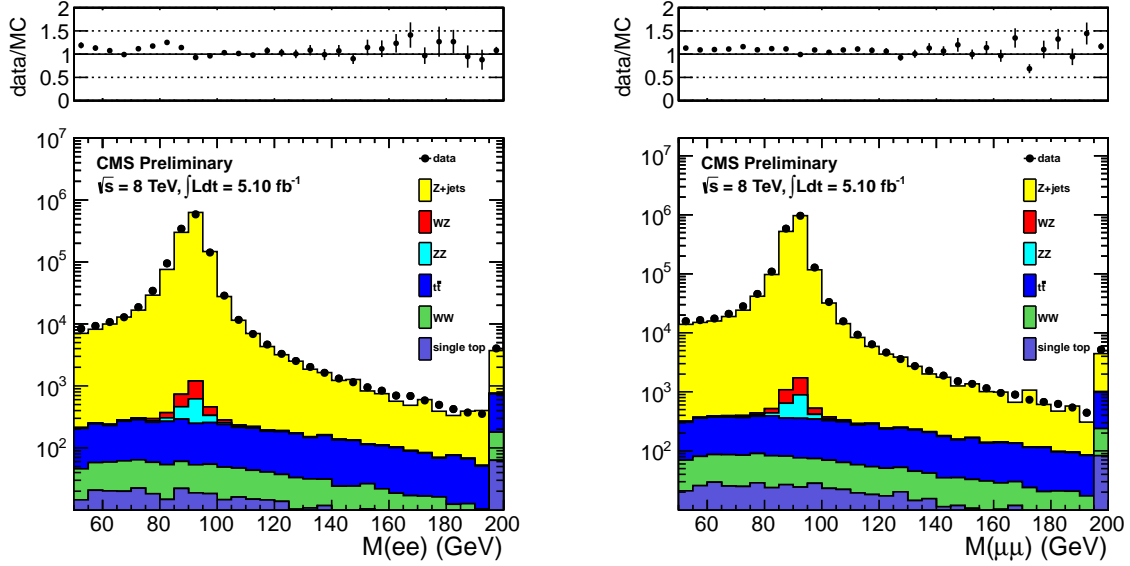 data/MC
2
1.5
1
0.5
0
10^7
10^6
10^5
10^4
10^3
10^2
CMS Preliminary
√s = 8 TeV, ∫Ldt = 5.10 fb^-1
data
Z+jets
WZ
ZZ
tt̄
WW
single top
60 80 100 120 140 160 180 200
M(ee) (GeV)
data/MC
2
1.5
1
0.5
0
10^7
10^6
10^5
10^4
10^3
10^2
CMS Preliminary
√s = 8 TeV, ∫Ldt = 5.10 fb^-1
data
Z+jets
WZ
ZZ
tt̄
WW
single top
60 80 100 120 140 160 180 200
M(μμ) (GeV)